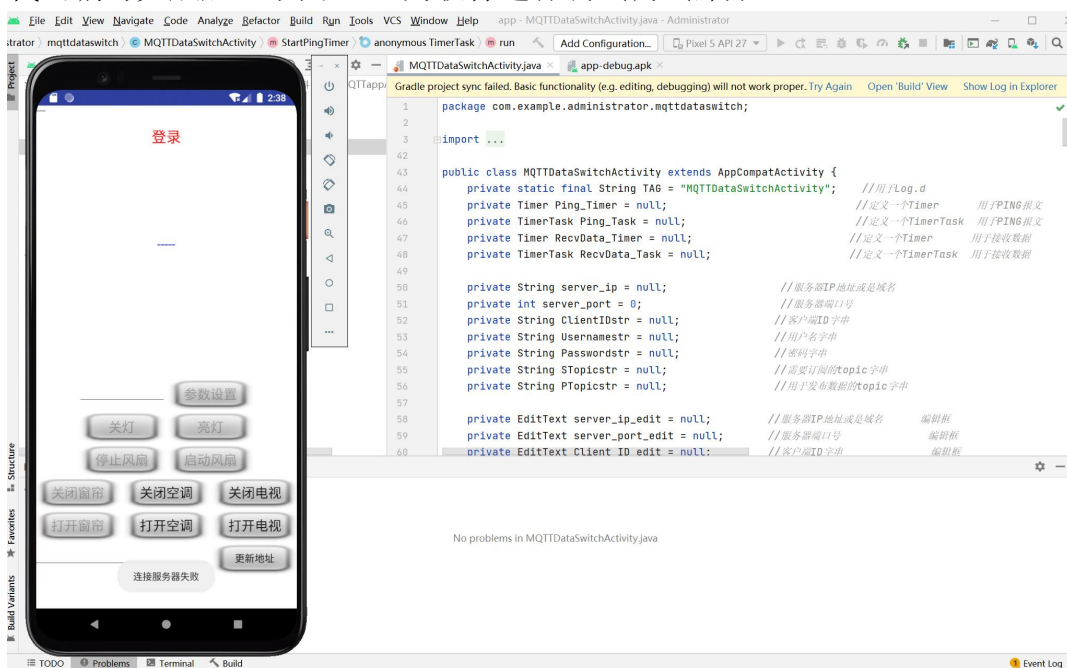 File Edit View Navigate Code Analyze Refactor Build Run Tools VCS Window Help app - MQTTDataSwitchActivity.java - Administrator
strator mqttdataswitch MQTTDataSwitchActivity StartPingTimer anonymous TimerTask run Add Configuration... Pixel 5 API 27
MQTTDataSwitchActivity.java app-debug.apk
QTTapp
Gradle project sync failed. Basic functionality (e.g. editing, debugging) will not work proper. Try Again Open 'Build' View Show Log in Explorer
1 package com.example.administrator.mqttdataswitch;
2
3 import ...
42
43 public class MQTTDataSwitchActivity extends AppCompatActivity {
44 private static final String TAG = "MQTTDataSwitchActivity"; //用于Log.d
45 private Timer Ping_Timer = null; //定义一个Timer 用于PING报文
46 private TimerTask Ping_Task = null; //定义一个TimerTask 用于PING报文
47 private Timer RecvData_Timer = null; //定义一个Timer 用于接收数据
48 private TimerTask RecvData_Task = null; //定义一个TimerTask 用于接收数据
49
50 private String server_ip = null; //服务器IP地址或是域名
51 private int server_port = 0; //服务器端口号
52 private String ClientIDstr = null; //客户端ID字串
53 private String Usernamestr = null; //用户名字串
54 private String Passwordstr = null; //密码字串
55 private String STopicstr = null; //需要订阅的topic字串
56 private String PTopicstr = null; //用于发布数据的topic字串
57
58 private EditText server_ip_edit = null; //服务器IP地址或是域名 编辑框
59 private EditText server_port_edit = null; //服务器端口号 编辑框
60 private EditText Client_ID_edit = null; //客户端ID字串 编辑框
2:38
登录
-----
参数设置
关灯 亮灯
停止风扇 启动风扇
关闭窗帘 关闭空调 关闭电视
打开窗帘 打开空调 打开电视
更新地址
连接服务器失败
No problems in MQTTDataSwitchActivity.java
Project
Structure
Favorites
Build Variants
TODO Problems Terminal Build 1 Event Log